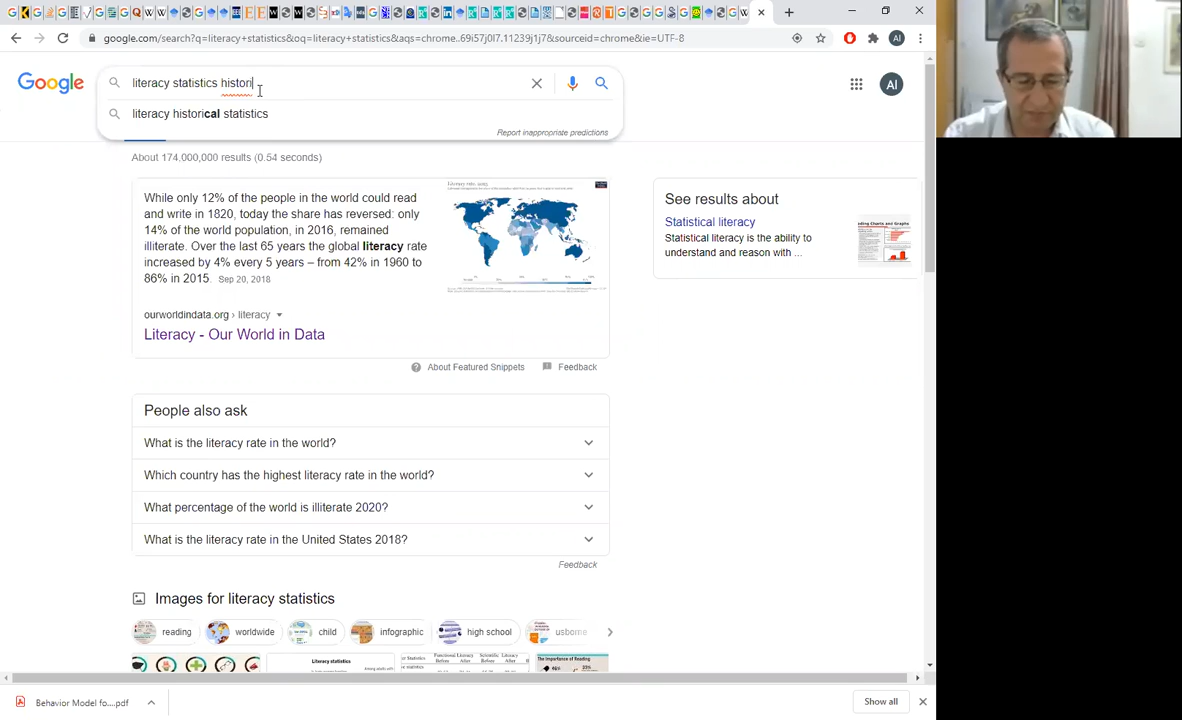 google.com/search?q=literacy+statistics&oq=literacy+statistics&aqs=chrome..69i57j0l7.11239j1j7&sourceid=chrome&ie=UTF-8
AI
Google
literacy statistics histori
AI
literacy historical statistics
Report inappropriate predictions
About 174,000,000 results (0.54 seconds)
While only 12% of the people in the world could read
and write in 1820, today the share has reversed: only
14% of the world population, in 2016, remained
illiterate. Over the last 65 years the global literacy rate
increased by 4% every 5 years – from 42% in 1960 to
86% in 2015. Sep 20, 2018
ourworldindata.org › literacy
Literacy - Our World in Data
See results about
Statistical literacy
Statistical literacy is the ability to
understand and reason with ...
About Featured Snippets
Feedback
People also ask
What is the literacy rate in the world?
Which country has the highest literacy rate in the world?
What percentage of the world is illiterate 2020?
What is the literacy rate in the United States 2018?
Feedback
Images for literacy statistics
reading
worldwide
child
infographic
high school
usborne
Literacy statistics
The Importance of Reading
Behavior Model fo....pdf
Show all